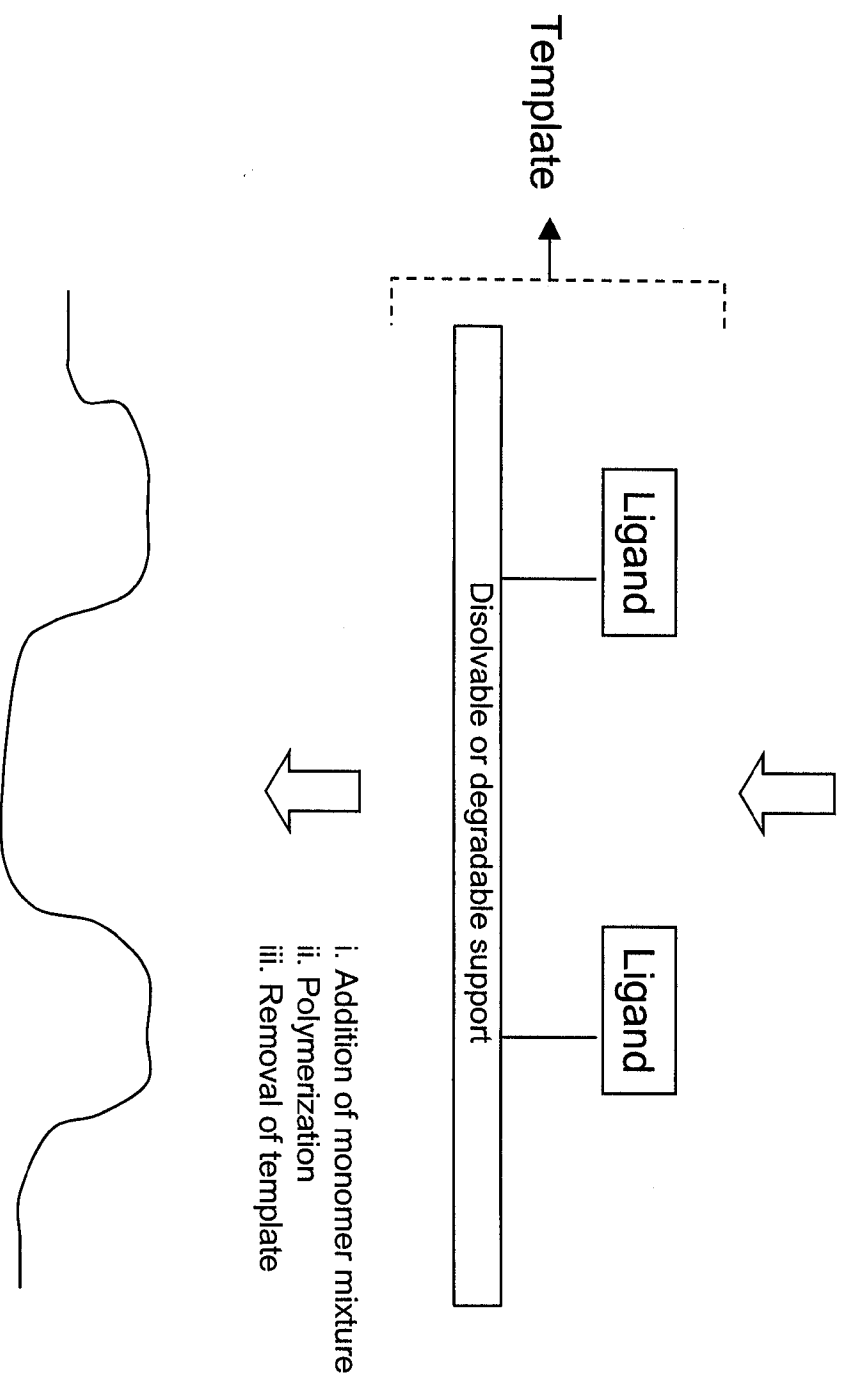 Ligand
Ligand
Disolvable or degradable support
Template
i. Addition of monomer mixture
ii. Polymerization
iii. Removal of template